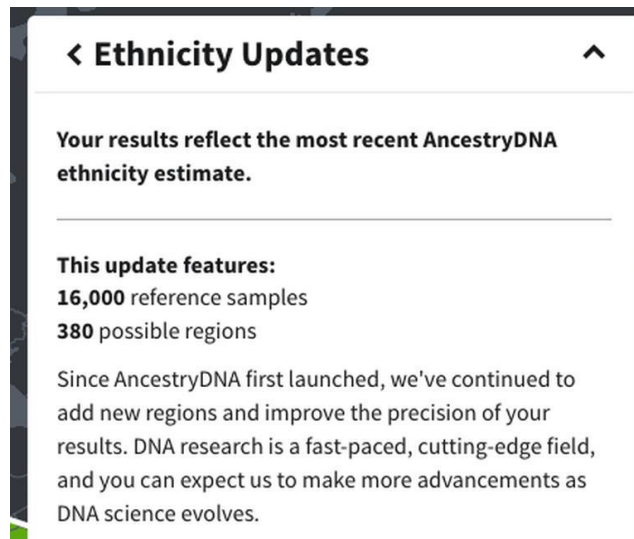 Ethnicity Updates
Your results reflect the most recent AncestryDNA
ethnicity estimate.
This update features:
16,000 reference samples
380 possible regions
Since AncestryDNA first launched, we've continued to
add new regions and improve the precision of your
results. DNA research is a fast-paced, cutting-edge field,
and you can expect us to make more advancements as
DNA science evolves.